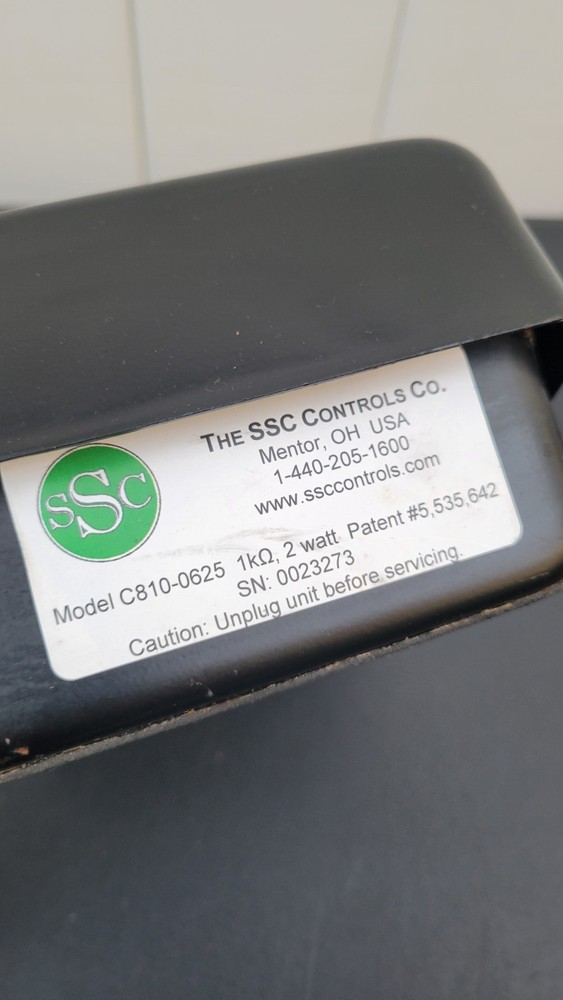 SSC
THE SSC CONTROLS CO.
Mentor, OH USA
1-440-205-1600
www.ssccontrols.com
Model C810-0625 1kΩ, 2 watt Patent #5,535,642
SN: 0023273
Caution: Unplug unit before servicing.